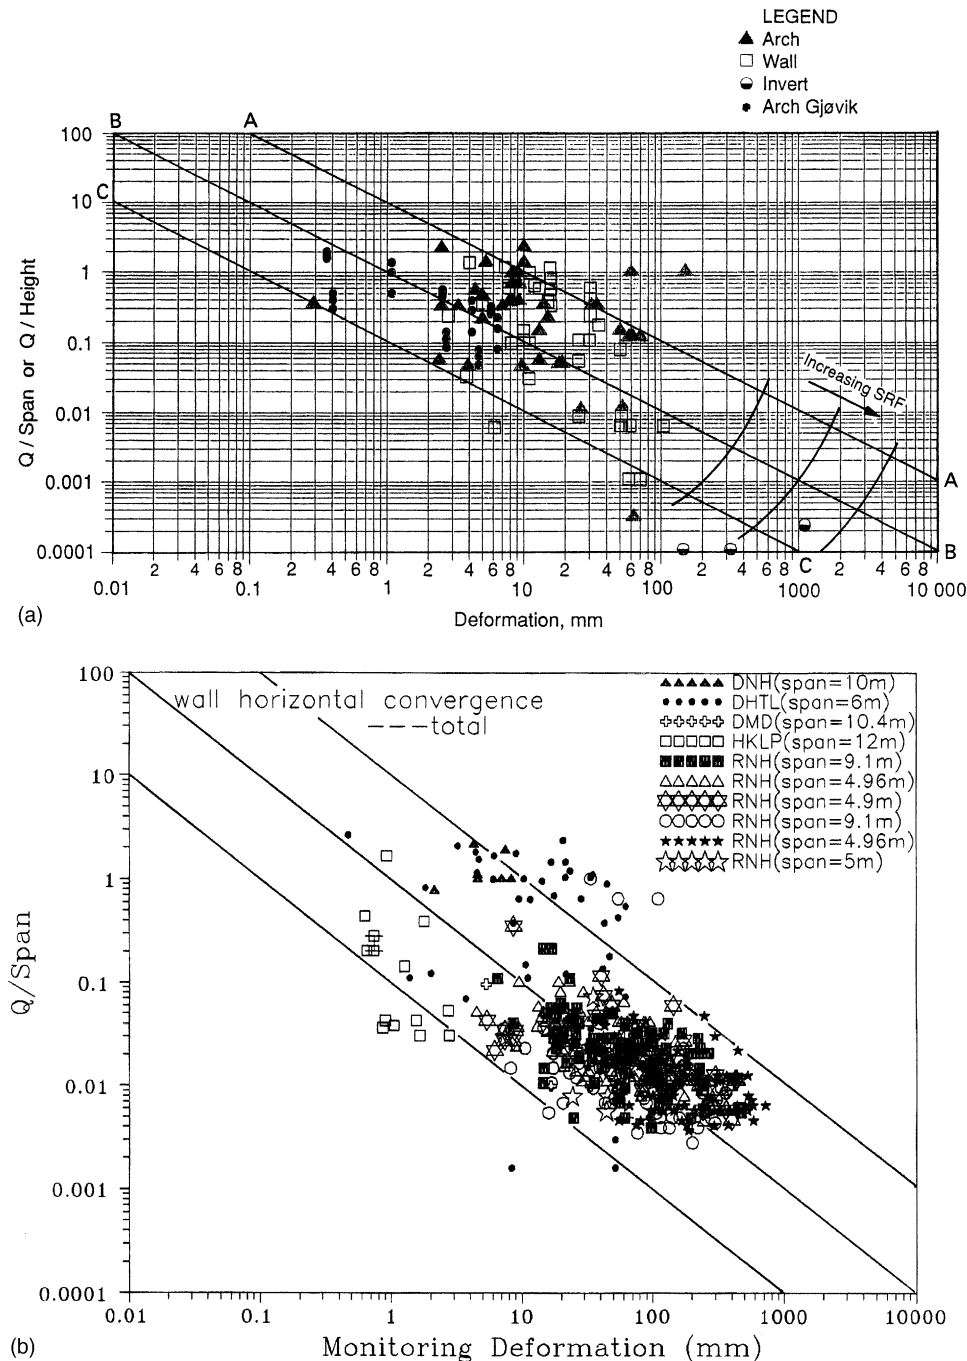 (a)
LEGEND
Arch
Wall
Invert
Arch Gjøvik
B
A
C
100
10
1
0.1
0.01
0.001
0.0001
Q / Span or Q / Height
Increasing SRF
A
B
C
0.01 2 4 6 8 0.1 2 4 6 8 1 2 4 6 8 10 2 4 6 8 100 2 4 6 8 1000 2 4 6 8 10 000
Deformation, mm
(b)
wall horizontal convergence
total
DNH(span=10m)
DHTL(span=6m)
DMD(span=10.4m)
HKLP(span=12m)
RNH(span=9.1m)
RNH(span=4.96m)
RNH(span=4.9m)
RNH(span=9.1m)
RNH(span=4.96m)
RNH(span=5m)
100
10
1
0.1
0.01
0.001
0.0001
Q/Span
0.01 0.1 1 10 100 1000 10000
Monitoring Deformation (mm)